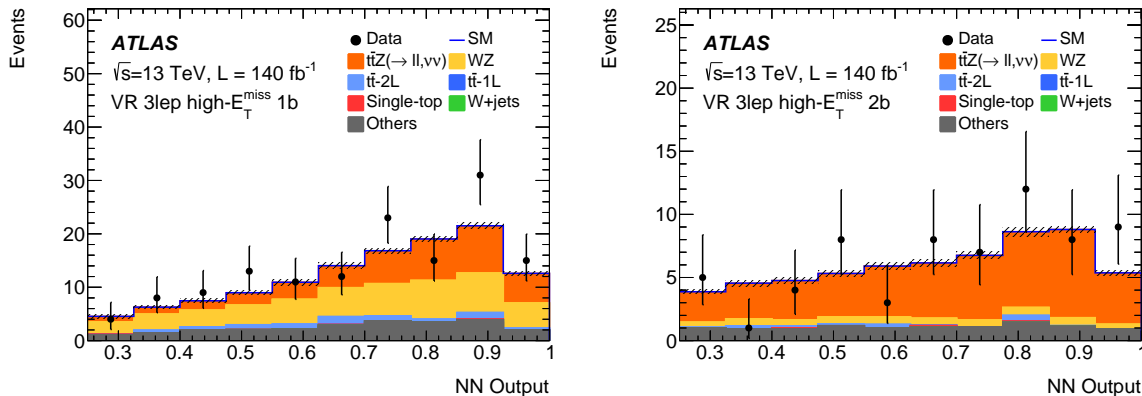 Events
60
50
40
30
20
10
0
ATLAS
√s=13 TeV, L = 140 fb⁻¹
VR 3lep high-E_T^miss 1b
Data
SM
tt̄Z(→ ll,νν)
WZ
tt̄-2L
tt̄-1L
Single-top
W+jets
Others
0.3 0.4 0.5 0.6 0.7 0.8 0.9 1
NN Output
Events
25
20
15
10
5
0
ATLAS
√s=13 TeV, L = 140 fb⁻¹
VR 3lep high-E_T^miss 2b
Data
SM
tt̄Z(→ ll,νν)
WZ
tt̄-2L
tt̄-1L
Single-top
W+jets
Others
0.3 0.4 0.5 0.6 0.7 0.8 0.9 1
NN Output